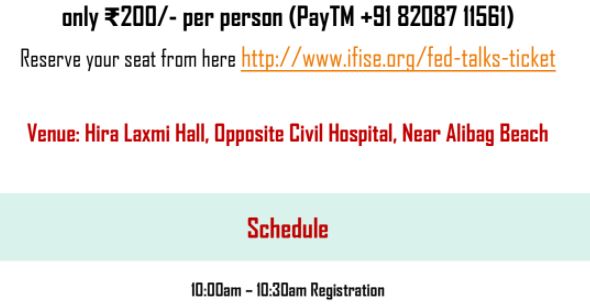 only ₹200/- per person (PayTM +91 82087 11561)
Reserve your seat from here http://www.ifise.org/fed-talks-ticket
Venue: Hira Laxmi Hall, Opposite Civil Hospital, Near Alibag Beach
Schedule
10:00am – 10:30am Registration